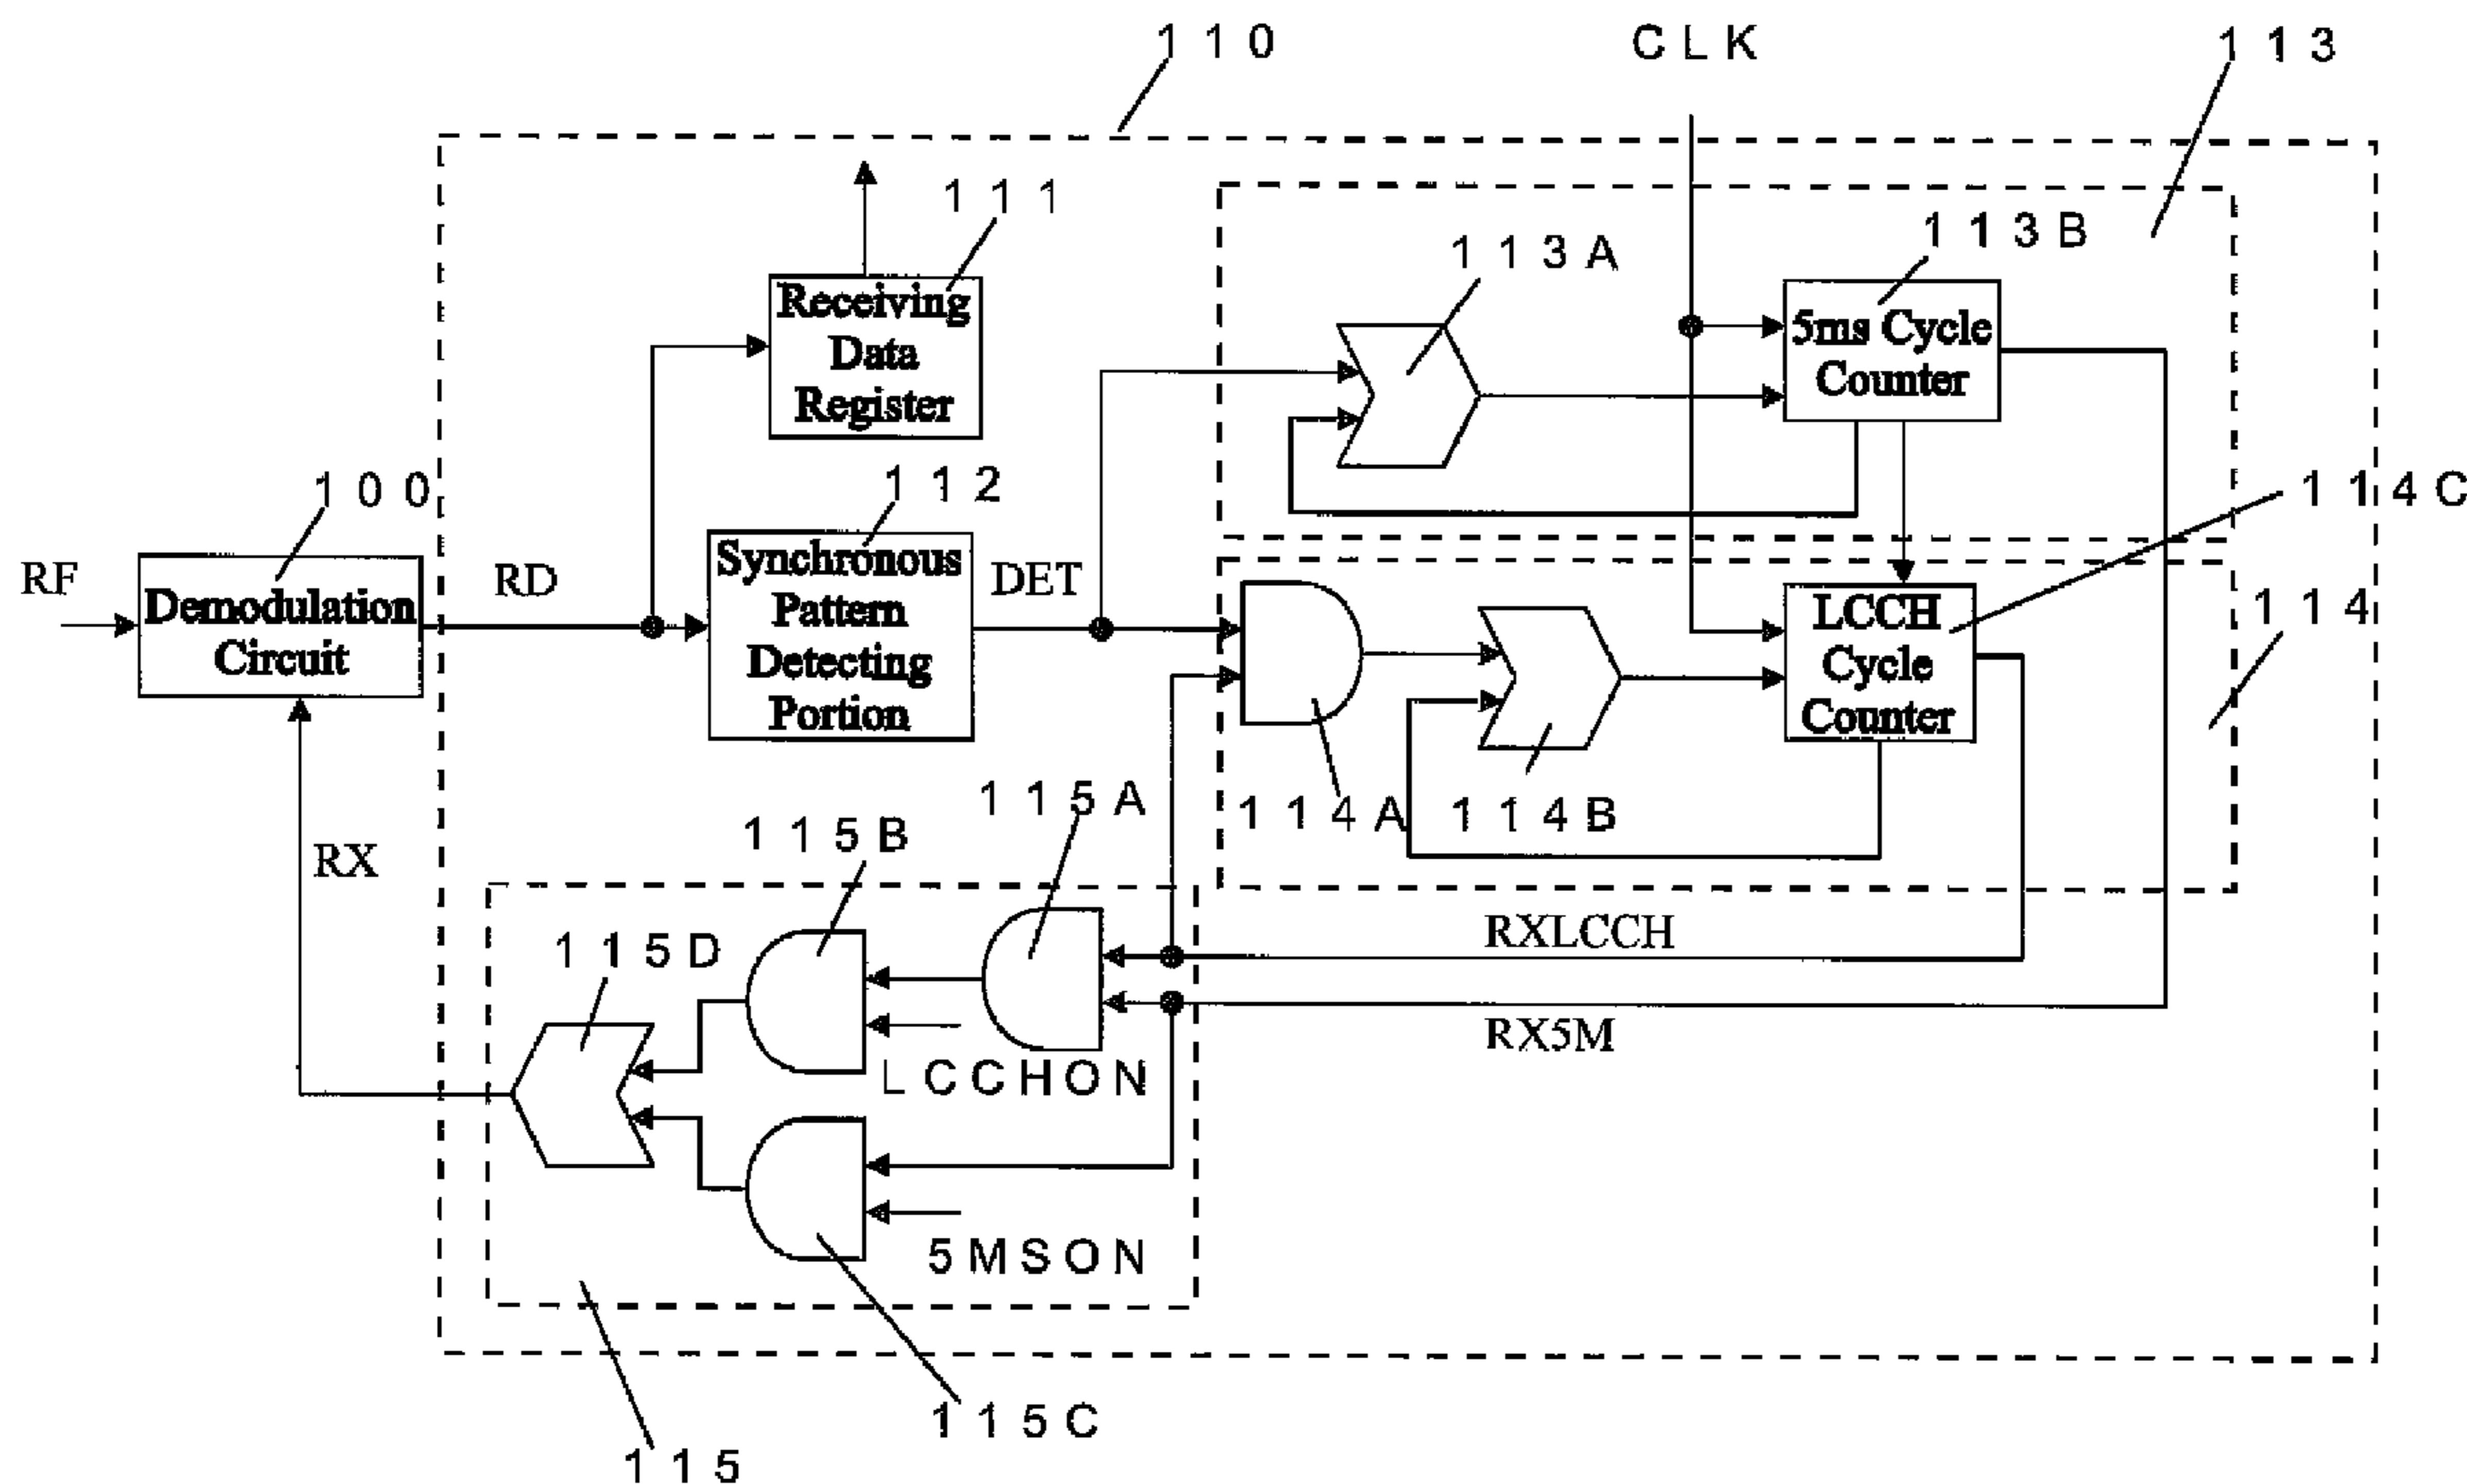 110
CLK
113
111
113B
113A
Receiving
Data
Register
5ms Cycle
Counter
100
112
114C
RF
Demodulation
Circuit
RD
Synchronous
Pattern
Detecting
Portion
DET
LCCH
Cycle
Counter
114
115A
114A
114B
115B
RX
115D
RXLCCH
RX5M
LCCHON
5MSON
115C
115